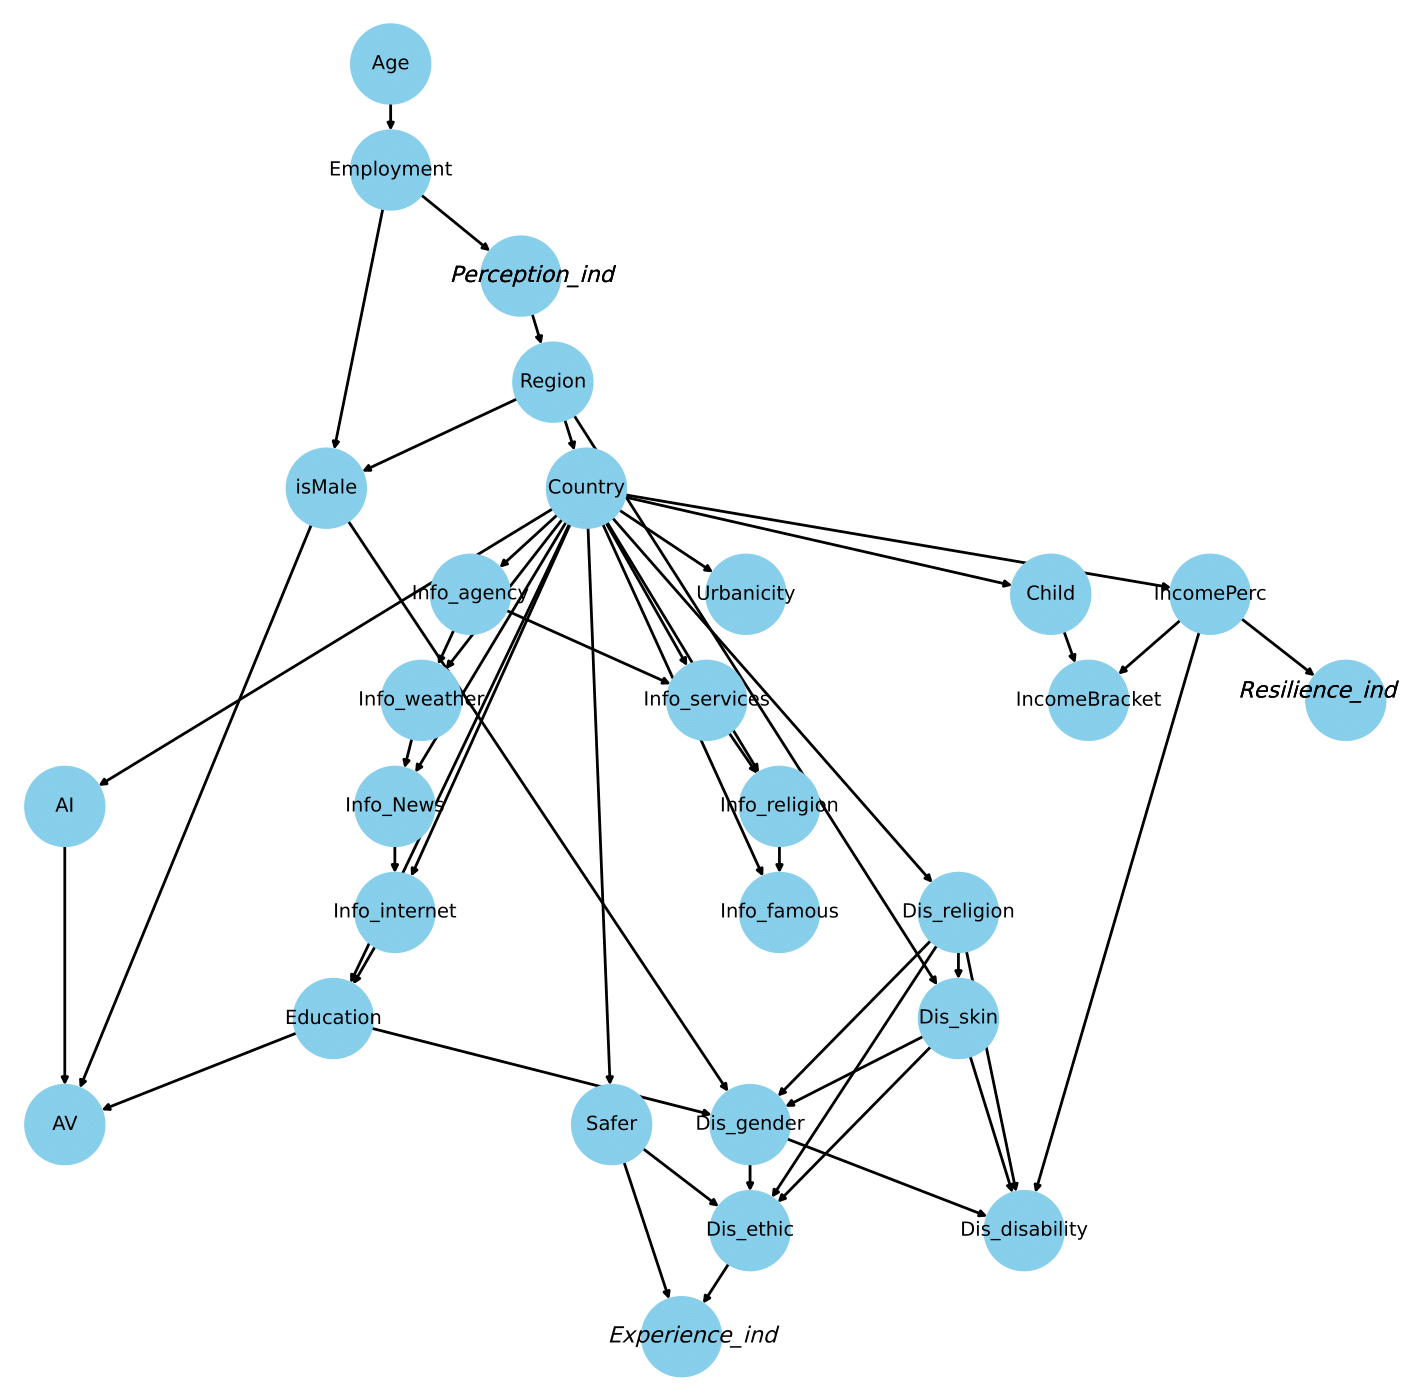 Age
Employment
Perception_ind
Region
isMale
Country
Info_agency
Urbanicity
Child
IncomePerc
Info_weather
Info_services
IncomeBracket
Resilience_ind
AI
Info_News
Info_religion
Info_internet
Info_famous
Dis_religion
Education
Dis_skin
AV
Safer
Dis_gender
Dis_ethic
Dis_disability
Experience_ind